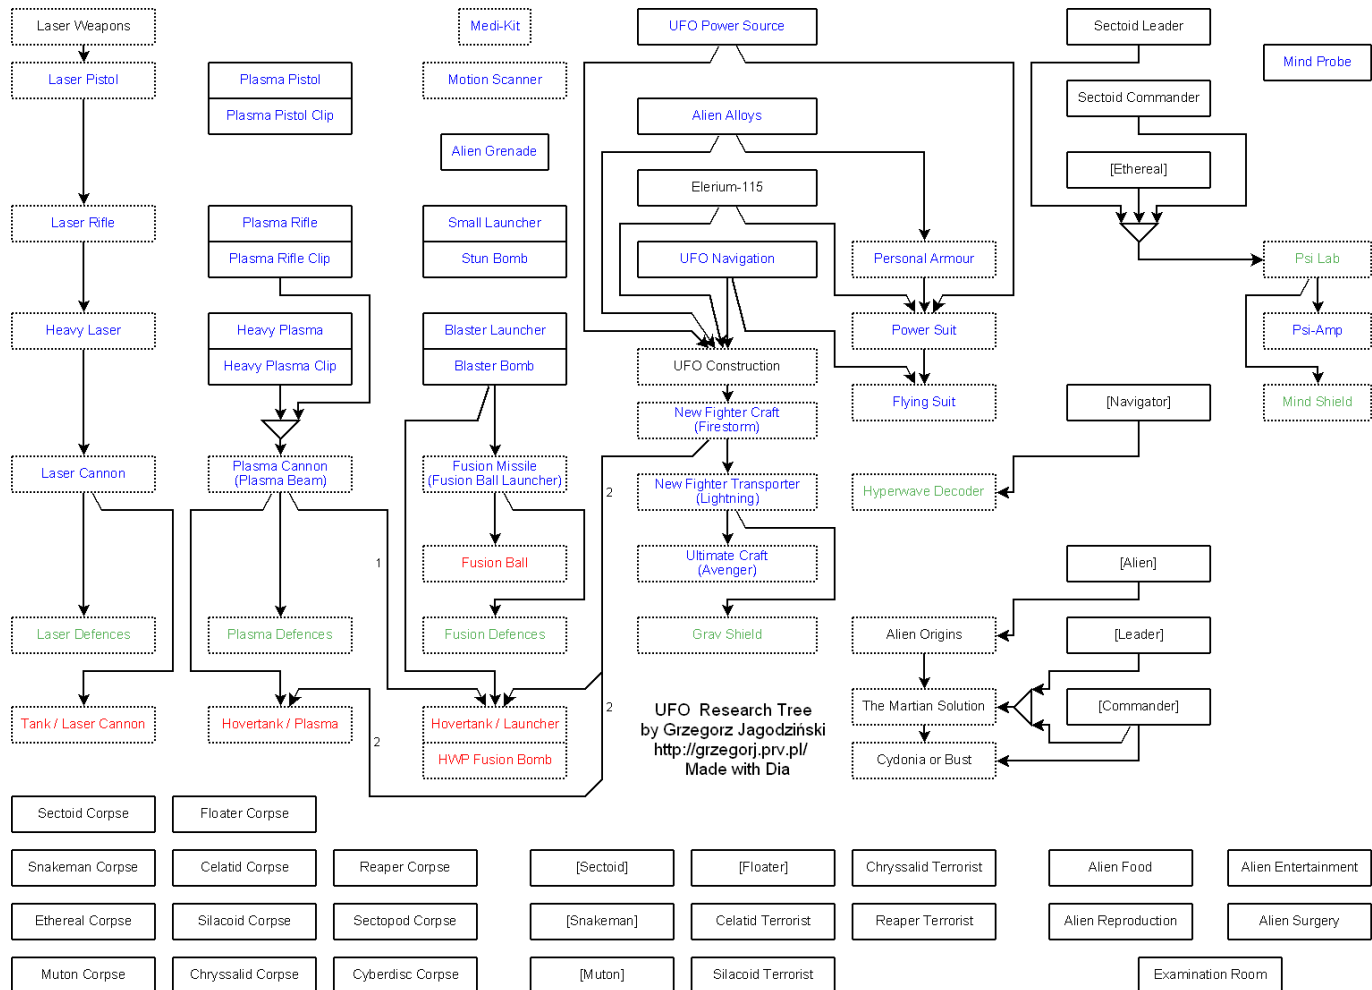 Laser Weapons
Medi-Kit
UFO Power Source
Sectoid Leader
Mind Probe
Laser Pistol
Plasma Pistol
Plasma Pistol Clip
Motion Scanner
Sectoid Commander
Alien Alloys
Alien Grenade
[Ethereal]
Elerium-115
Laser Rifle
Plasma Rifle
Plasma Rifle Clip
Small Launcher
Stun Bomb
UFO Navigation
Personal Armour
Psi Lab
Heavy Laser
Heavy Plasma
Heavy Plasma Clip
Blaster Launcher
Blaster Bomb
UFO Construction
Power Suit
Psi-Amp
New Fighter Craft
(Firestorm)
Flying Suit
[Navigator]
Mind Shield
Laser Cannon
Plasma Cannon
(Plasma Beam)
Fusion Missile
(Fusion Ball Launcher)
2
New Fighter Transporter
(Lightning)
Hyperwave Decoder
1
Fusion Ball
Ultimate Craft
(Avenger)
[Alien]
Laser Defences
Plasma Defences
Fusion Defences
Grav Shield
Alien Origins
[Leader]
Tank / Laser Cannon
Hovertank / Plasma
2
Hovertank / Launcher
HWP Fusion Bomb
2
UFO Research Tree
by Grzegorz Jagodziński
http://grzegorj.prv.pl/
Made with Dia
The Martian Solution
[Commander]
Cydonia or Bust
Sectoid Corpse
Floater Corpse
Snakeman Corpse
Celatid Corpse
Reaper Corpse
[Sectoid]
[Floater]
Chryssalid Terrorist
Alien Food
Alien Entertainment
Ethereal Corpse
Silacoid Corpse
Sectopod Corpse
[Snakeman]
Celatid Terrorist
Reaper Terrorist
Alien Reproduction
Alien Surgery
Muton Corpse
Chryssalid Corpse
Cyberdisc Corpse
[Muton]
Silacoid Terrorist
Examination Room